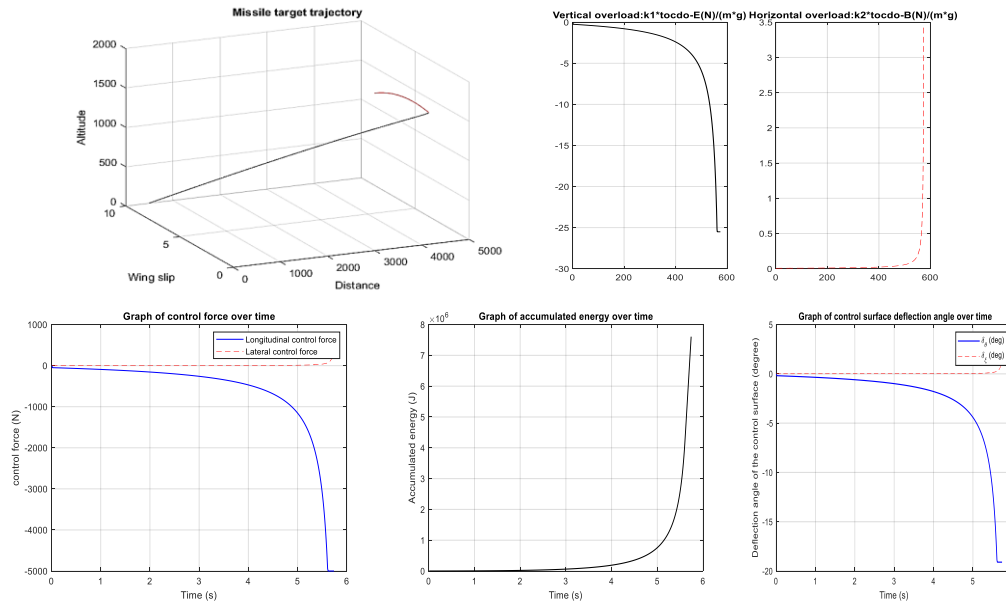 Missile target trajectory
2000
1500
1000
500
0
10
5
0
Altitude
Wing slip
0
1000
2000
3000
4000
5000
Distance
Vertical overload:k1*tocdo-E(N)/(m*g)
0
-5
-10
-15
-20
-25
-30
0 200 400 600
Horizontal overload:k2*tocdo-B(N)/(m*g)
3.5
3
2.5
2
1.5
1
0.5
0
0 200 400 600
Graph of control force over time
1000
0
-1000
-2000
-3000
-4000
-5000
control force (N)
Longitudinal control force
Lateral control force
0 1 2 3 4 5 6
Time (s)
Graph of accumulated energy over time
8 ×10⁶
7
6
5
4
3
2
1
0
Accumulated energy (J)
0 1 2 3 4 5 6
Time (s)
Graph of control surface deflection angle over time
5
0
-5
-10
-15
-20
Deflection angle of the control surface (degree)
(deg)
(deg)
0 1 2 3 4 5
Time (s)